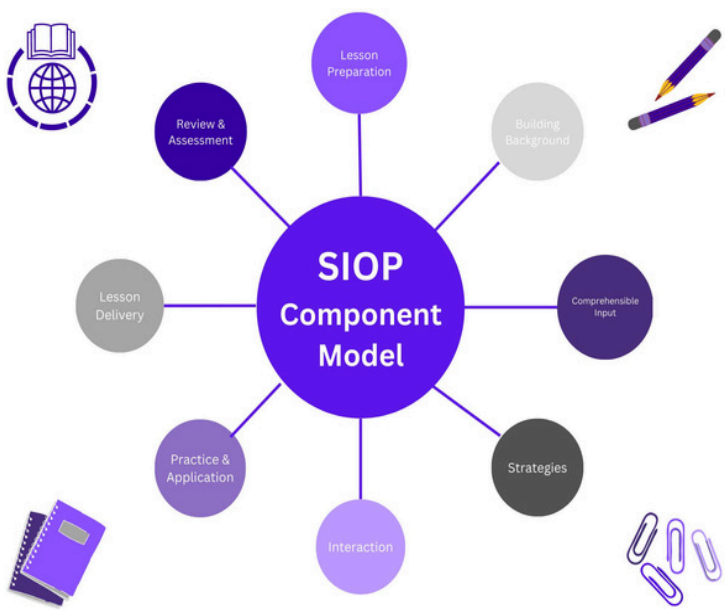 Lesson
Preparation
Review &
Assessment
Building
Background
SIOP
Component
Model
Lesson
Delivery
Comprehensible
Input
Practice &
Application
Strategies
Interaction